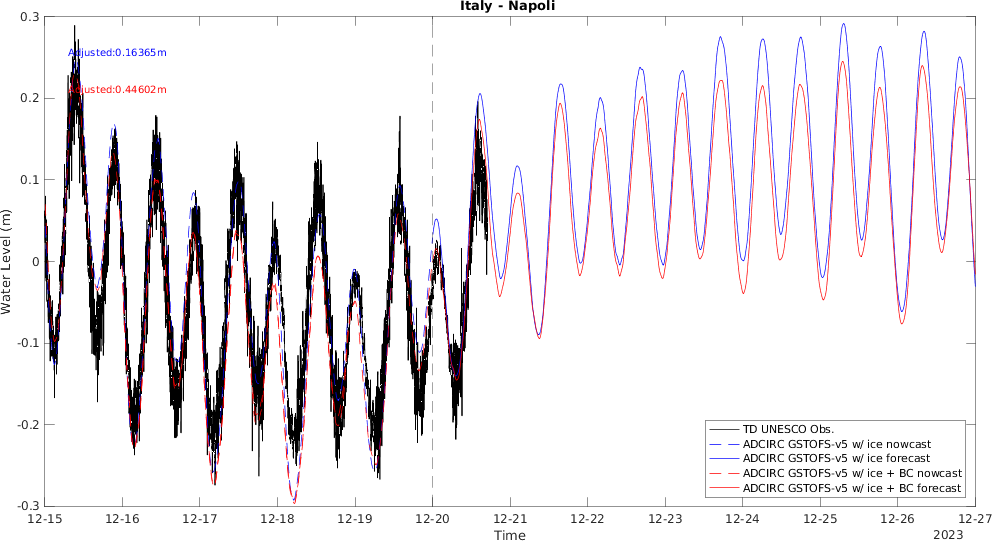 Italy - Napoli
0.3
0.2
0.1
0
-0.1
-0.2
-0.3
Water Level (m)
Adjusted:0.16365m
Adjusted:0.44602m
TD UNESCO Obs.
ADCIRC GSTOFS-v5 w/ ice nowcast
ADCIRC GSTOFS-v5 w/ ice forecast
ADCIRC GSTOFS-v5 w/ ice + BC nowcast
ADCIRC GSTOFS-v5 w/ ice + BC forecast
12-15 12-16 12-17 12-18 12-19 12-20 12-21 12-22 12-23 12-24 12-25 12-26 12-27
Time
2023